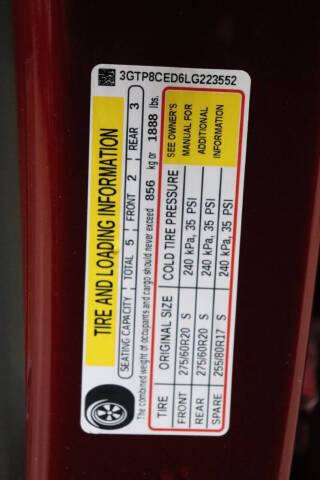 3GTP8CED6LG223552
TIRE AND LOADING INFORMATION
SEATING CAPACITY TOTAL 5 FRONT 2 REAR 3
The combined weight of occupants and cargo should never exceed 856 kg or 1888 lbs.
TIRE ORIGINAL SIZE COLD TIRE PRESSURE SEE OWNER'S
FRONT 275/60R20 S 240 kPa, 35 PSI MANUAL FOR
REAR 275/60R20 S 240 kPa, 35 PSI ADDITIONAL
SPARE 255/80R17 S 240 kPa, 35 PSI INFORMATION